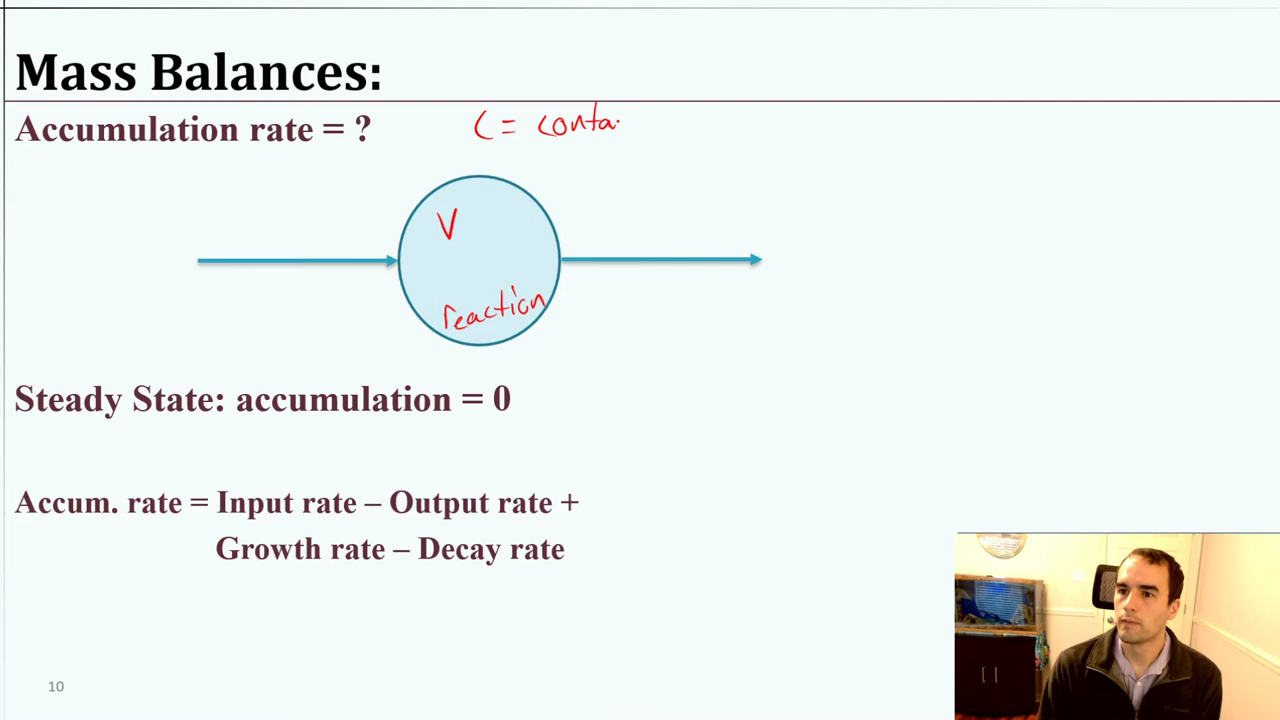 Mass Balances:
Accumulation rate = ?
C = conta
V
reaction
Steady State: accumulation = 0
Accum. rate = Input rate – Output rate +
Growth rate – Decay rate
10